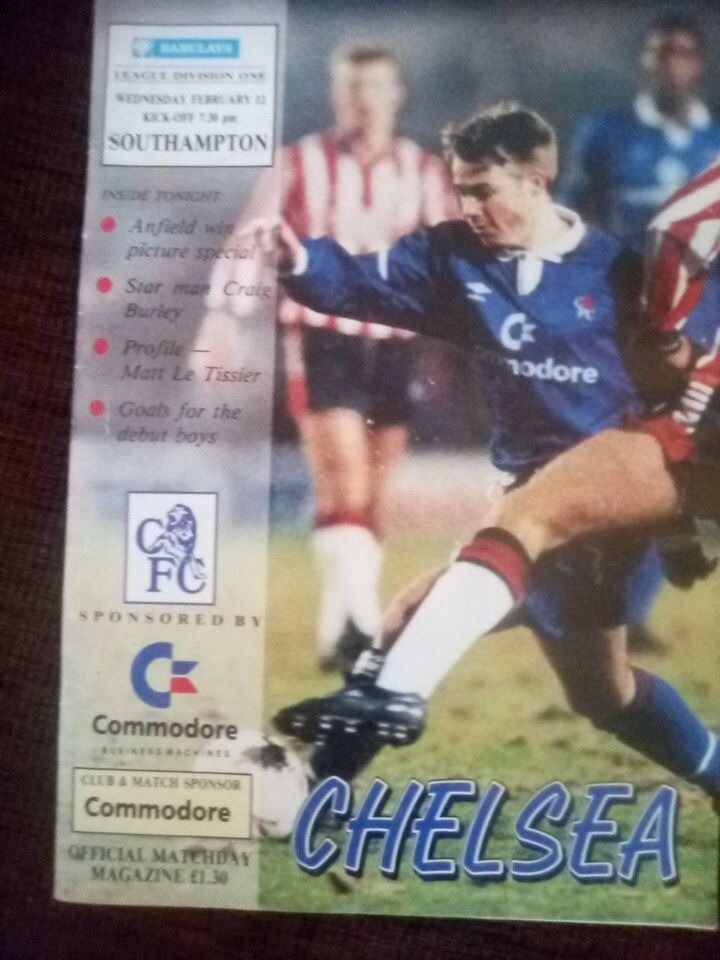 BARCLAYS
LEAGUE DIVISION ONE
WEDNESDAY FEBRUARY 12
KICK-OFF 7.30 pm
SOUTHAMPTON
INSIDE TONIGHT
Anfield win
picture special
Star man Craig
Burley
Profile —
Matt Le Tissier
Goals for the
debut boys
CFC
SPONSORED BY
Commodore
BUSINESS MACHINES
CLUB & MATCH SPONSOR
Commodore
OFFICIAL MATCHDAY
MAGAZINE £1.30
modore
CHELSEA